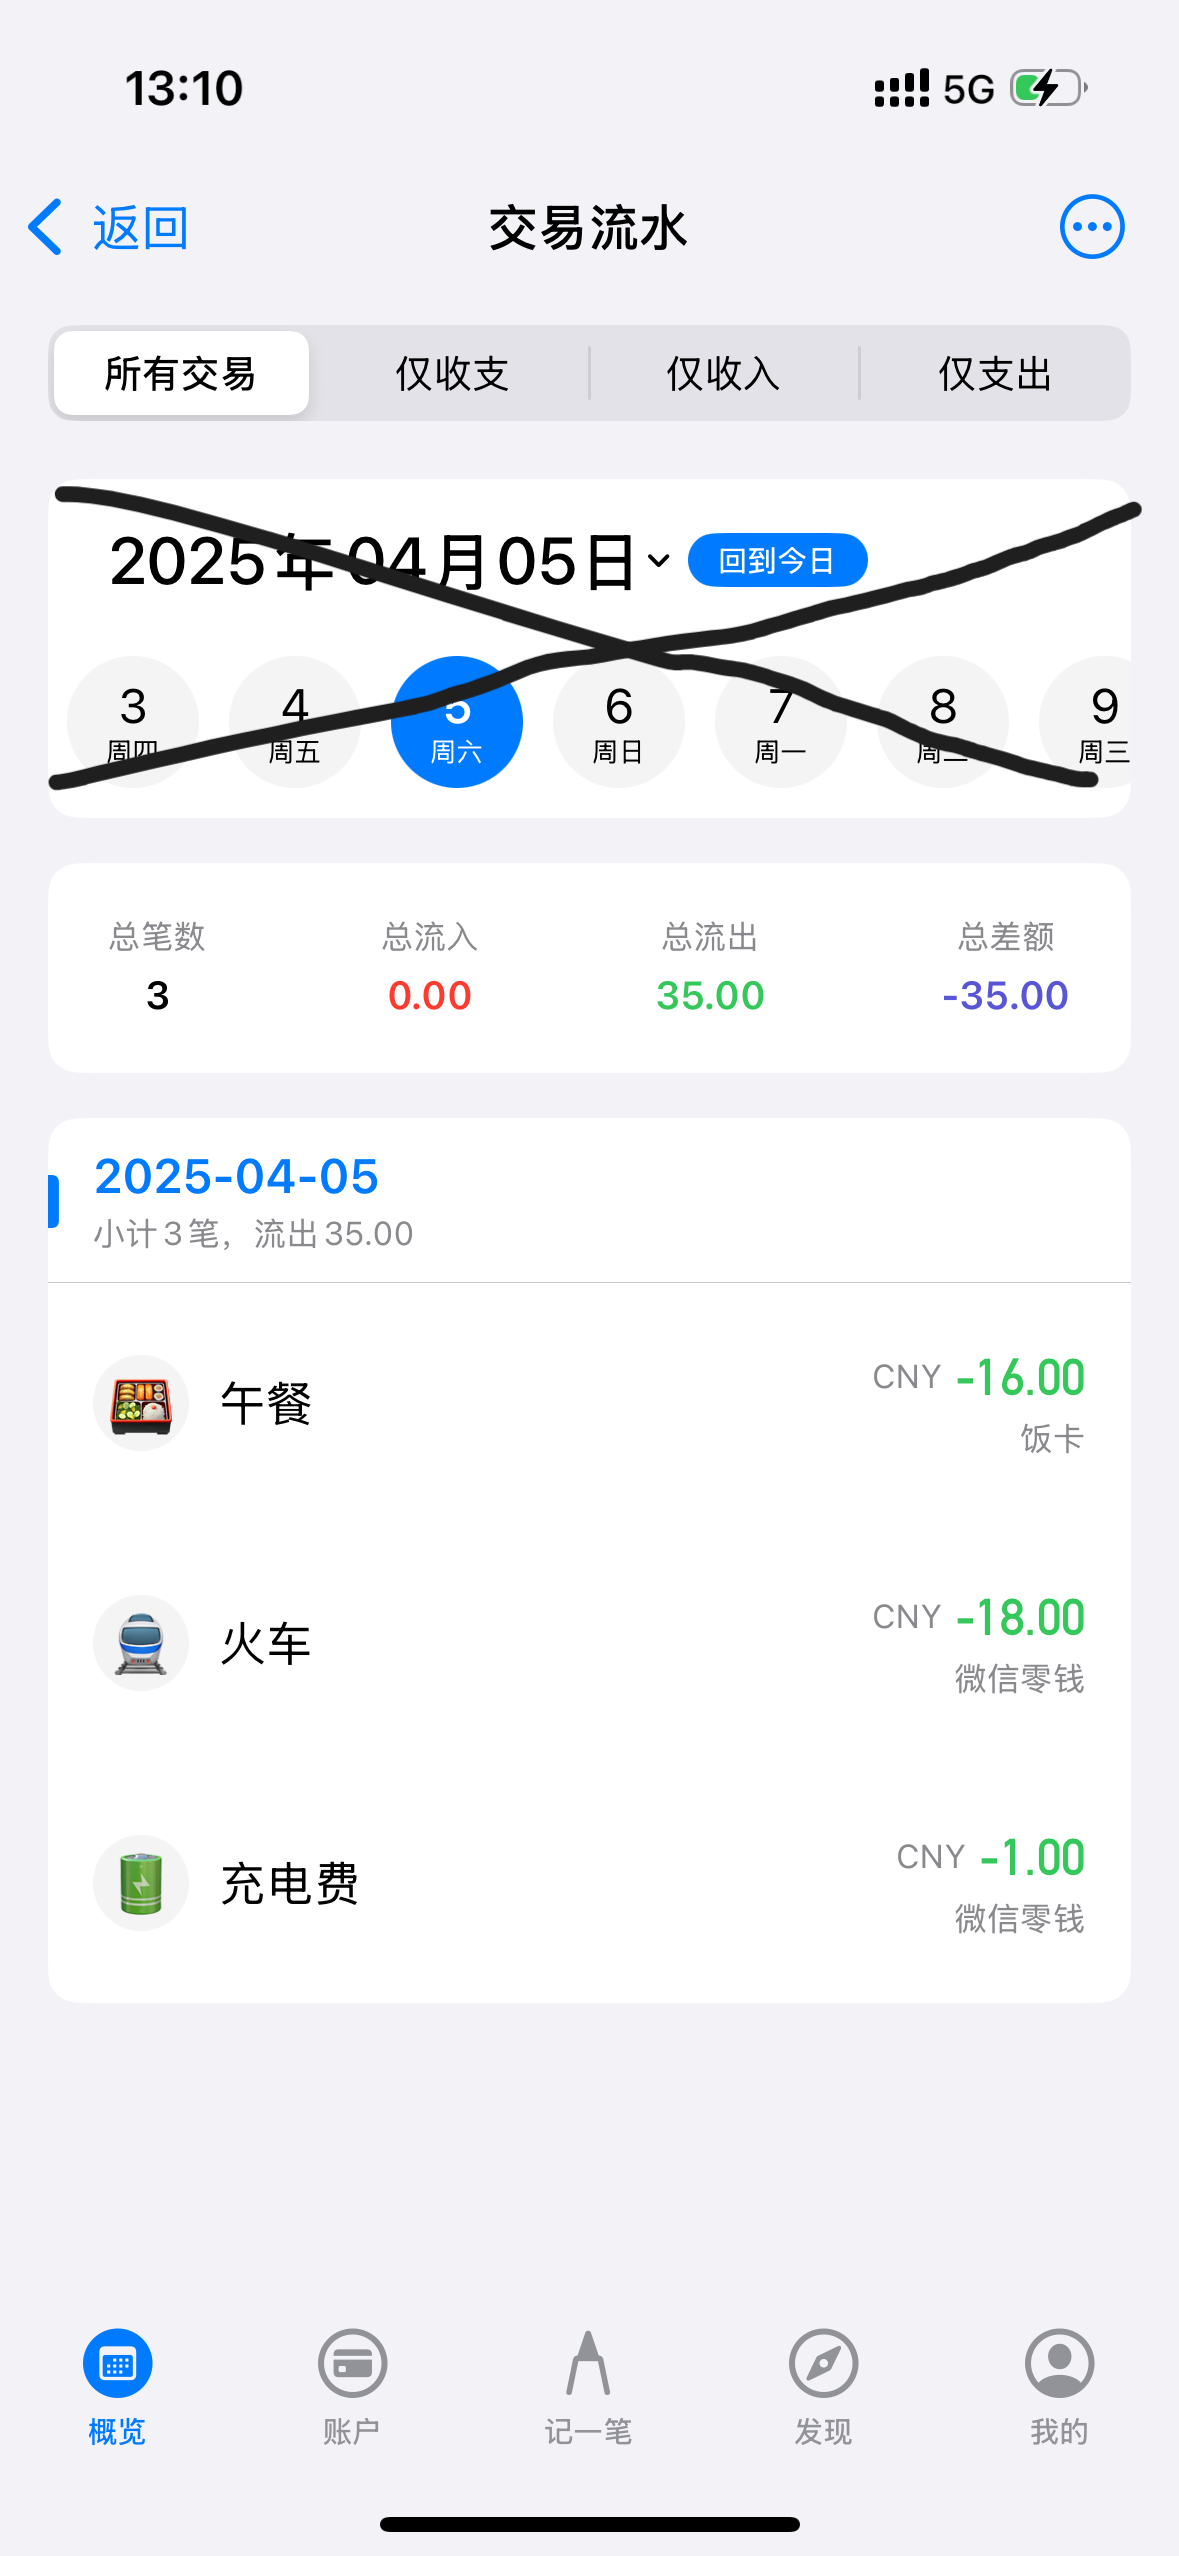 13:10 5G
返回 交易流水
所有交易 仅收支 仅收入 仅支出
2025年04月05日 回到今日
3 4 5 6 7 8 9
周四 周五 周六 周日 周一 周二 周三
总笔数 总流入 总流出 总差额
3 0.00 35.00 -35.00
2025-04-05
小计3笔，流出35.00
午餐 CNY -16.00
饭卡
火车 CNY -18.00
微信零钱
充电费 CNY -1.00
微信零钱
概览 账户 记一笔 发现 我的